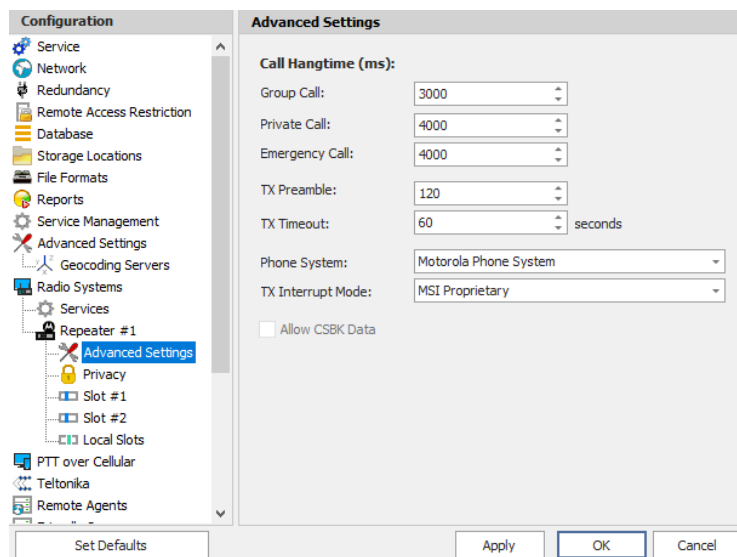 Configuration
Service
Network
Redundancy
Remote Access Restriction
Database
Storage Locations
File Formats
Reports
Service Management
Advanced Settings
Geocoding Servers
Radio Systems
Services
Repeater #1
Advanced Settings
Privacy
Slot #1
Slot #2
Local Slots
PTT over Cellular
Teltonika
Remote Agents
Set Defaults
Advanced Settings
Call Hangtime (ms):
Group Call: 3000
Private Call: 4000
Emergency Call: 4000
TX Preamble: 120
TX Timeout: 60 seconds
Phone System: Motorola Phone System
TX Interrupt Mode: MSI Proprietary
Allow CSBK Data
Apply OK Cancel